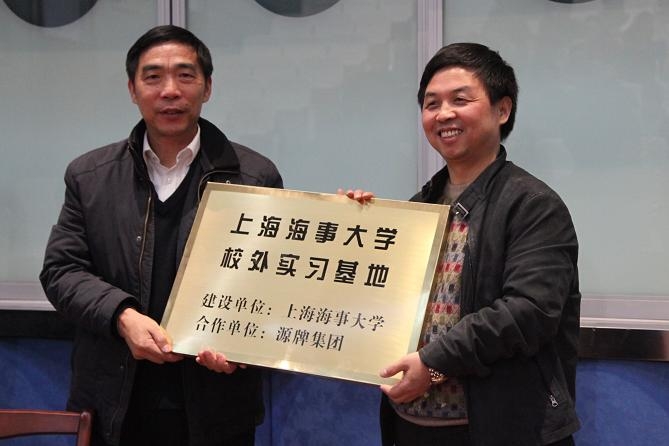 上海海事大学
校外实习基地
建设单位：上海海事大学
合作单位：源牌集团